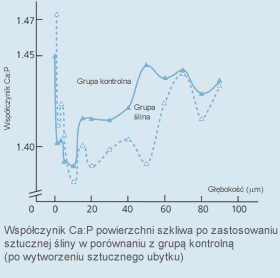 1.47
1.45
Współczynnik Ca:P
Grupa kontrolna
Grupa
ślina
1.40
Głębokość (μm)
0 0 20 40 60 80 100
Współczynnik Ca:P powierzchni szkliwa po zastosowaniu
sztucznej śliny w porównaniu z grupą kontrolną
(po wytworzeniu sztucznego ubytku)